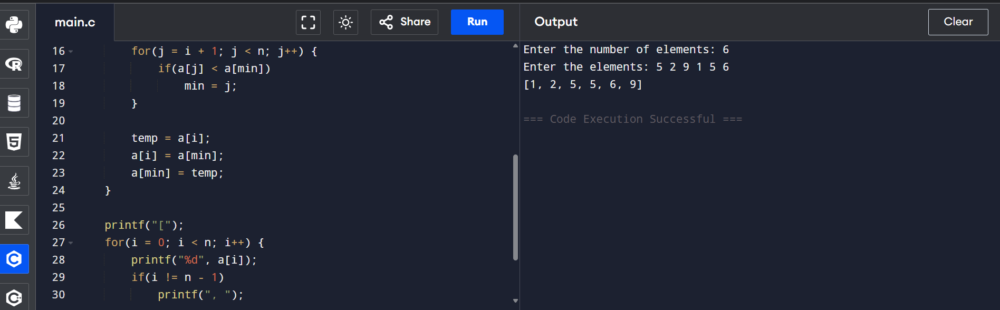 main.c
Share
Run
Output
Clear
16 for(j = i + 1; j < n; j++) {
17 if(a[j] < a[min])
18 min = j;
19 }
20
21 temp = a[i];
22 a[i] = a[min];
23 a[min] = temp;
24 }
25
26 printf("[");
27 for(i = 0; i < n; i++) {
28 printf("%d", a[i]);
29 if(i != n - 1)
30 printf(", ");
Enter the number of elements: 6
Enter the elements: 5 2 9 1 5 6
[1, 2, 5, 5, 6, 9]
=== Code Execution Successful ===